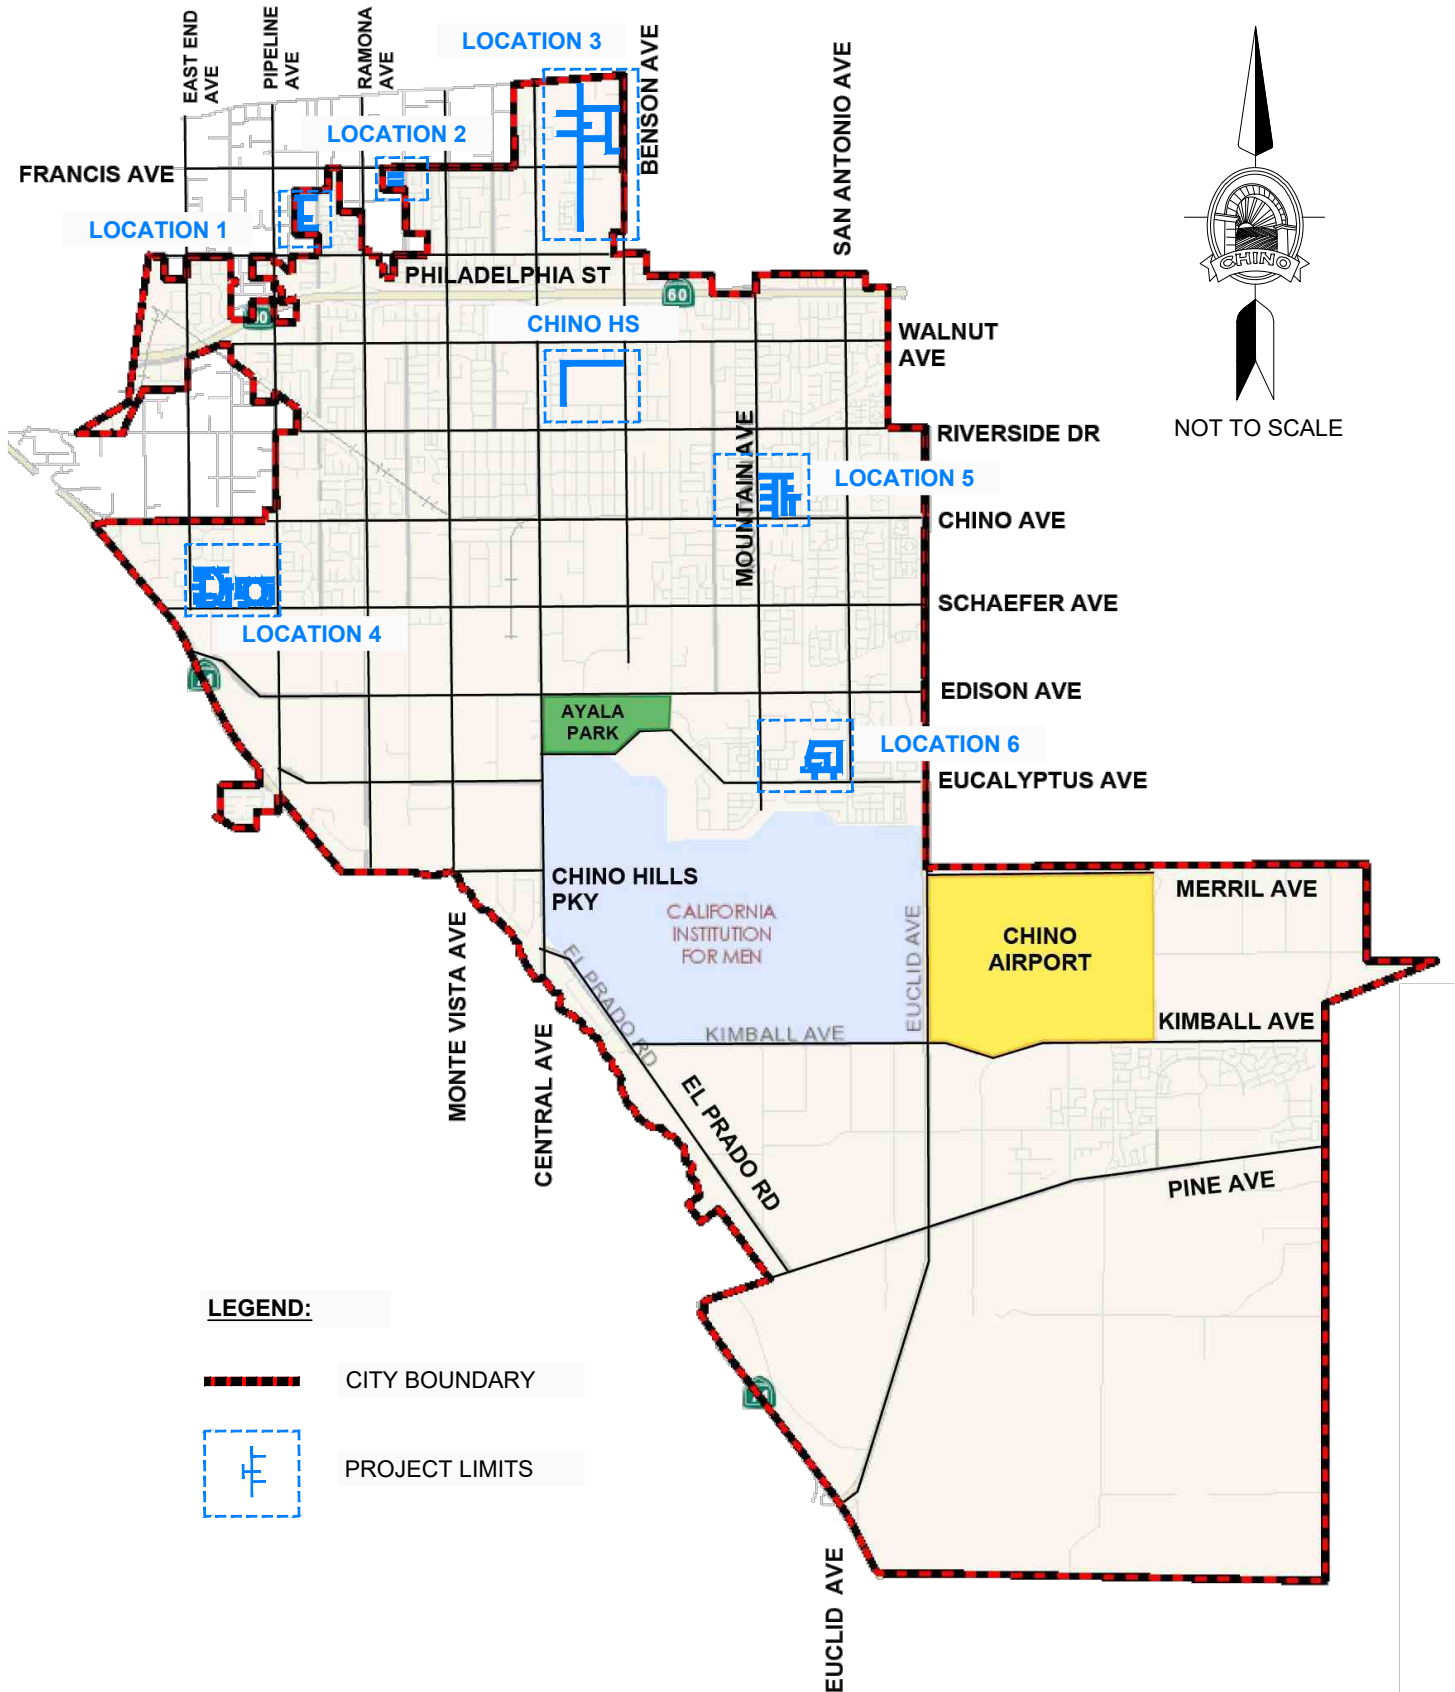 EAST END
AVE
PIPELINE
AVE
RAMONA
AVE
LOCATION 3
BENSON AVE
SAN ANTONIO AVE
LOCATION 2
FRANCIS AVE
LOCATION 1
CHINO
PHILADELPHIA ST
60
CHINO HS
WALNUT
AVE
NOT TO SCALE
RIVERSIDE DR
MOUNTAIN AVE
LOCATION 5
CHINO AVE
SCHAEFER AVE
LOCATION 4
EDISON AVE
AYALA
PARK
LOCATION 6
EUCALYPTUS AVE
CHINO HILLS
PKY
MERRIL AVE
CALIFORNIA
INSTITUTION
FOR MEN
EUCLID AVE
CHINO
AIRPORT
MONTE VISTA AVE
CENTRAL AVE
EL PRADO RD
KIMBALL AVE
KIMBALL AVE
EL PRADO RD
PINE AVE
LEGEND:
CITY BOUNDARY
PROJECT LIMITS
EUCLID AVE